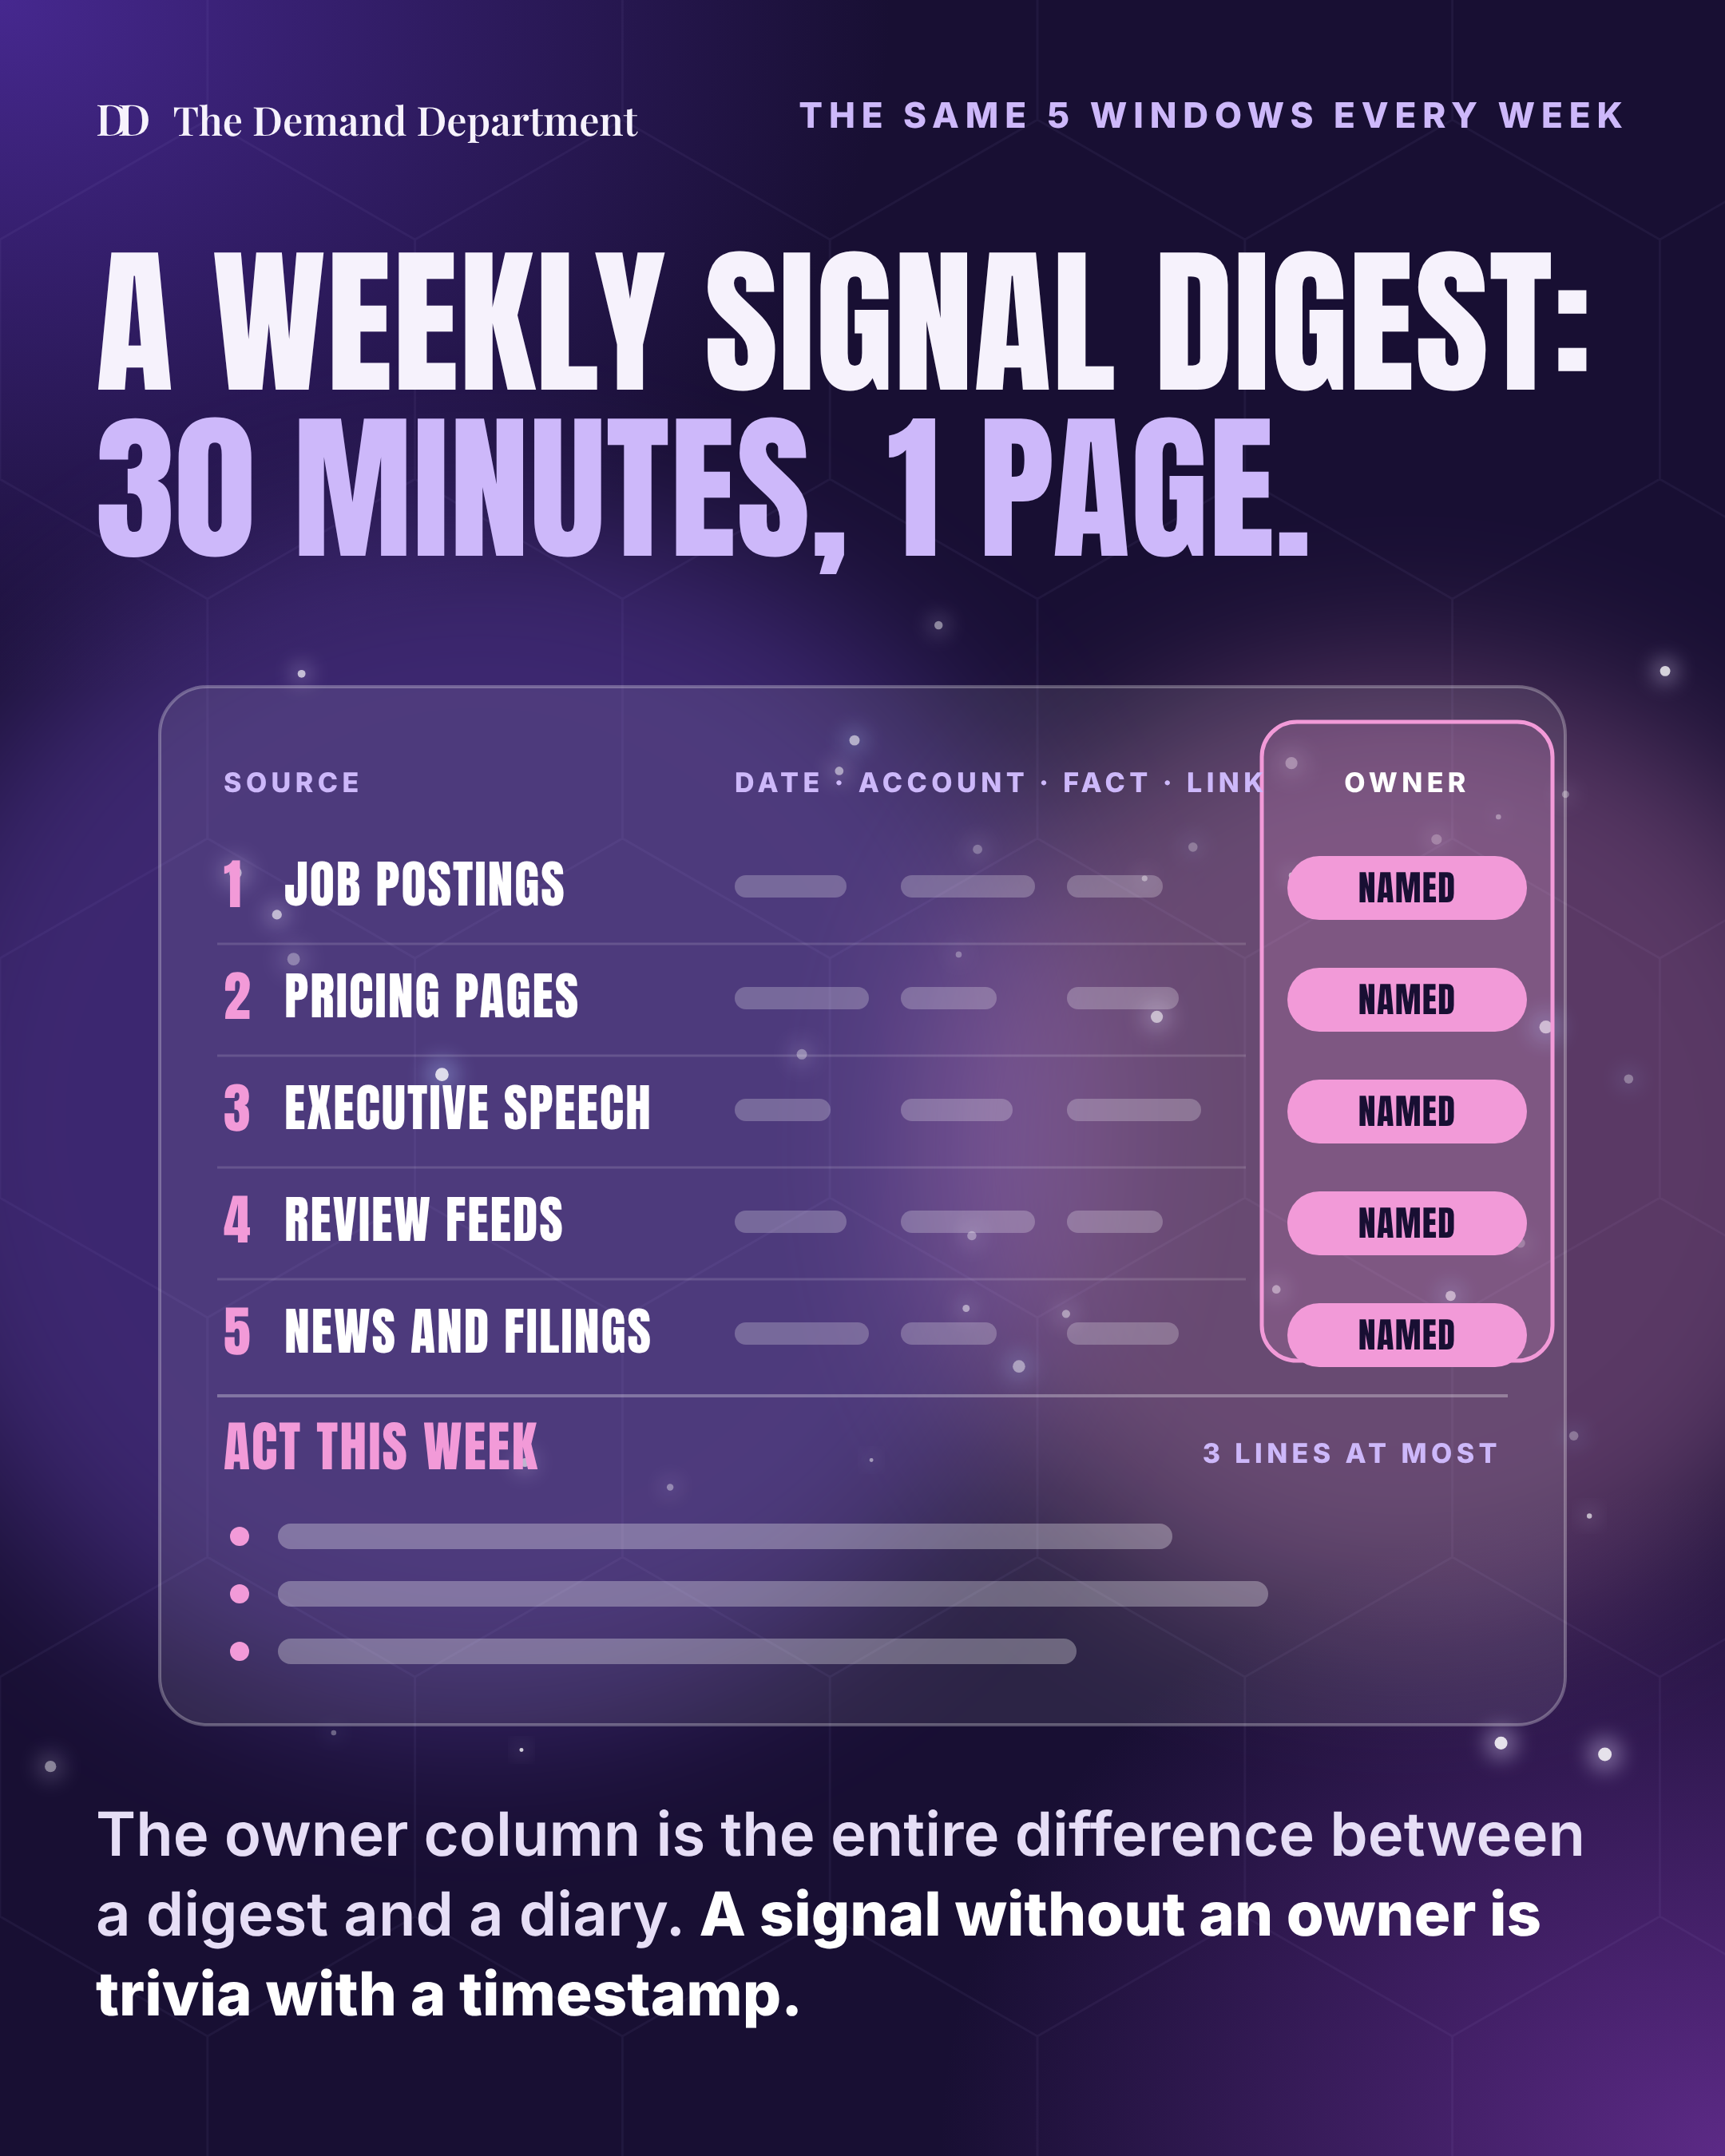 DD The Demand Department
THE SAME 5 WINDOWS EVERY WEEK
A WEEKLY SIGNAL DIGEST:
30 MINUTES, 1 PAGE.
SOURCE
DATE · ACCOUNT · FACT · LINK
OWNER
1 JOB POSTINGS
NAMED
2 PRICING PAGES
NAMED
3 EXECUTIVE SPEECH
NAMED
4 REVIEW FEEDS
NAMED
5 NEWS AND FILINGS
NAMED
ACT THIS WEEK
3 LINES AT MOST
The owner column is the entire difference between
a digest and a diary. A signal without an owner is
trivia with a timestamp.